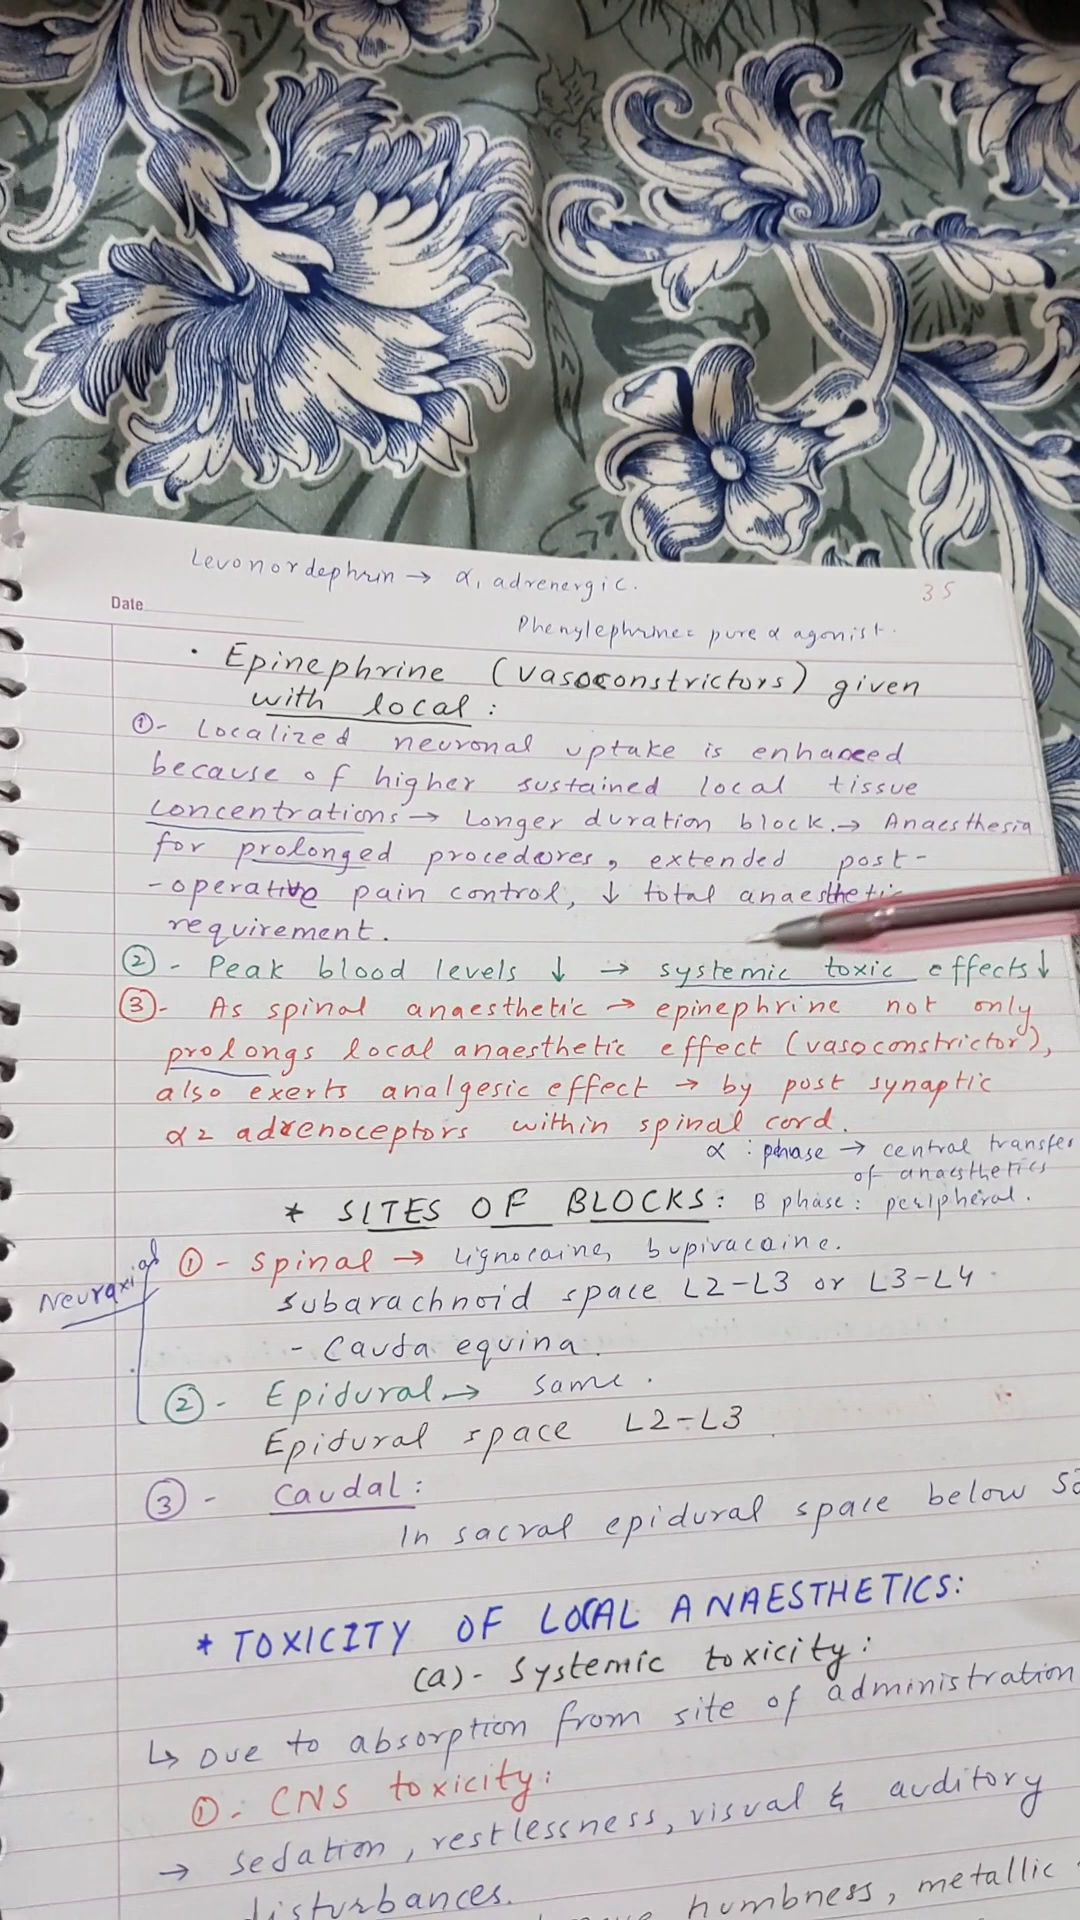 Levonordephrin → α, adrenergic.
35
Date
Phenylephrine = pure α agonist.
· Epinephrine (vasoconstrictors) given
with local :
①- Localized neuronal uptake is enhanced
because of higher sustained local tissue
concentrations → Longer duration block. → Anaesthesia
for prolonged procedures, extended post-
-operative pain control, ↓ total anaesthetic
requirement.
②- Peak blood levels ↓ → systemic toxic effects ↓
③- As spinal anaesthetic → epinephrine not only
prolongs local anaesthetic effect (vasoconstrictor),
also exerts analgesic effect → by post synaptic
α2 adrenoceptors within spinal cord.
α : phase → central transfer
of anaesthetics
* SITES OF BLOCKS : B phase : peripheral.
Neuraxial
①- Spinal → Lignocaine, bupivacaine.
subarachnoid space L2-L3 or L3-L4
- Cauda equina.
②- Epidural → same.
Epidural space L2-L3
③- Caudal :
In sacral epidural space below
* TOXICITY OF LOCAL ANAESTHETICS :
(a)- Systemic toxicity :
↳ Due to absorption from site of administration
①- CNS toxicity :
→ sedation, restlessness, visual & auditory
disturbances.
numbness, metallic